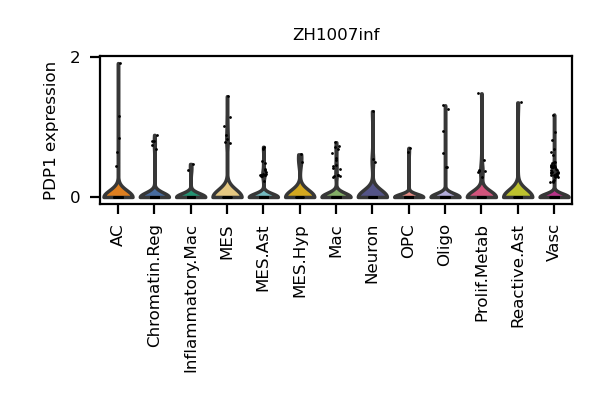 ZH1007inf
PDP1 expression
2
0
AC
Chromatin.Reg
Inflammatory.Mac
MES
MES.Ast
MES.Hyp
Mac
Neuron
OPC
Oligo
Prolif.Metab
Reactive.Ast
Vasc